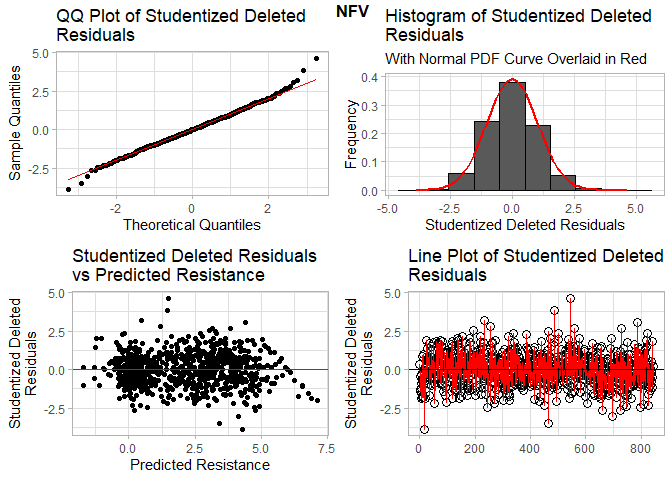 NFV
QQ Plot of Studentized Deleted
Residuals
Sample Quantiles
5.0
2.5
0.0
-2.5
-2
0
2
Theoretical Quantiles
Histogram of Studentized Deleted
Residuals
With Normal PDF Curve Overlaid in Red
Frequency
0.4
0.3
0.2
0.1
0.0
-5.0
-2.5
0.0
2.5
5.0
Studentized Deleted Residuals
Studentized Deleted Residuals
vs Predicted Resistance
Studentized Deleted
Residuals
5.0
2.5
0.0
-2.5
0.0
2.5
5.0
7.5
Predicted Resistance
Line Plot of Studentized Deleted
Residuals
Studentized Deleted
Residuals
5.0
2.5
0.0
-2.5
0
200
400
600
800